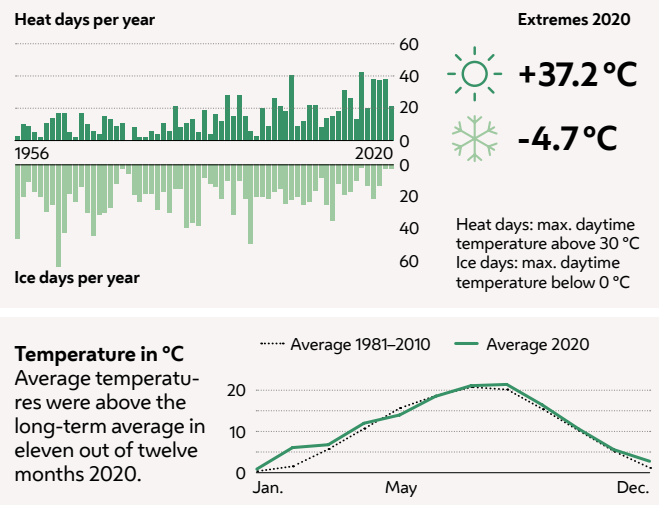 Heat days per year
60
40
20
0
1956
2020
0
20
40
60
Ice days per year
Extremes 2020
+37.2 °C
-4.7 °C
Heat days: max. daytime
temperature above 30 °C
Ice days: max. daytime
temperature below 0 °C
Temperature in °C
Average temperatu-
res were above the
long-term average in
eleven out of twelve
months 2020.
Average 1981–2010
Average 2020
20
10
0
Jan.
May
Dec.